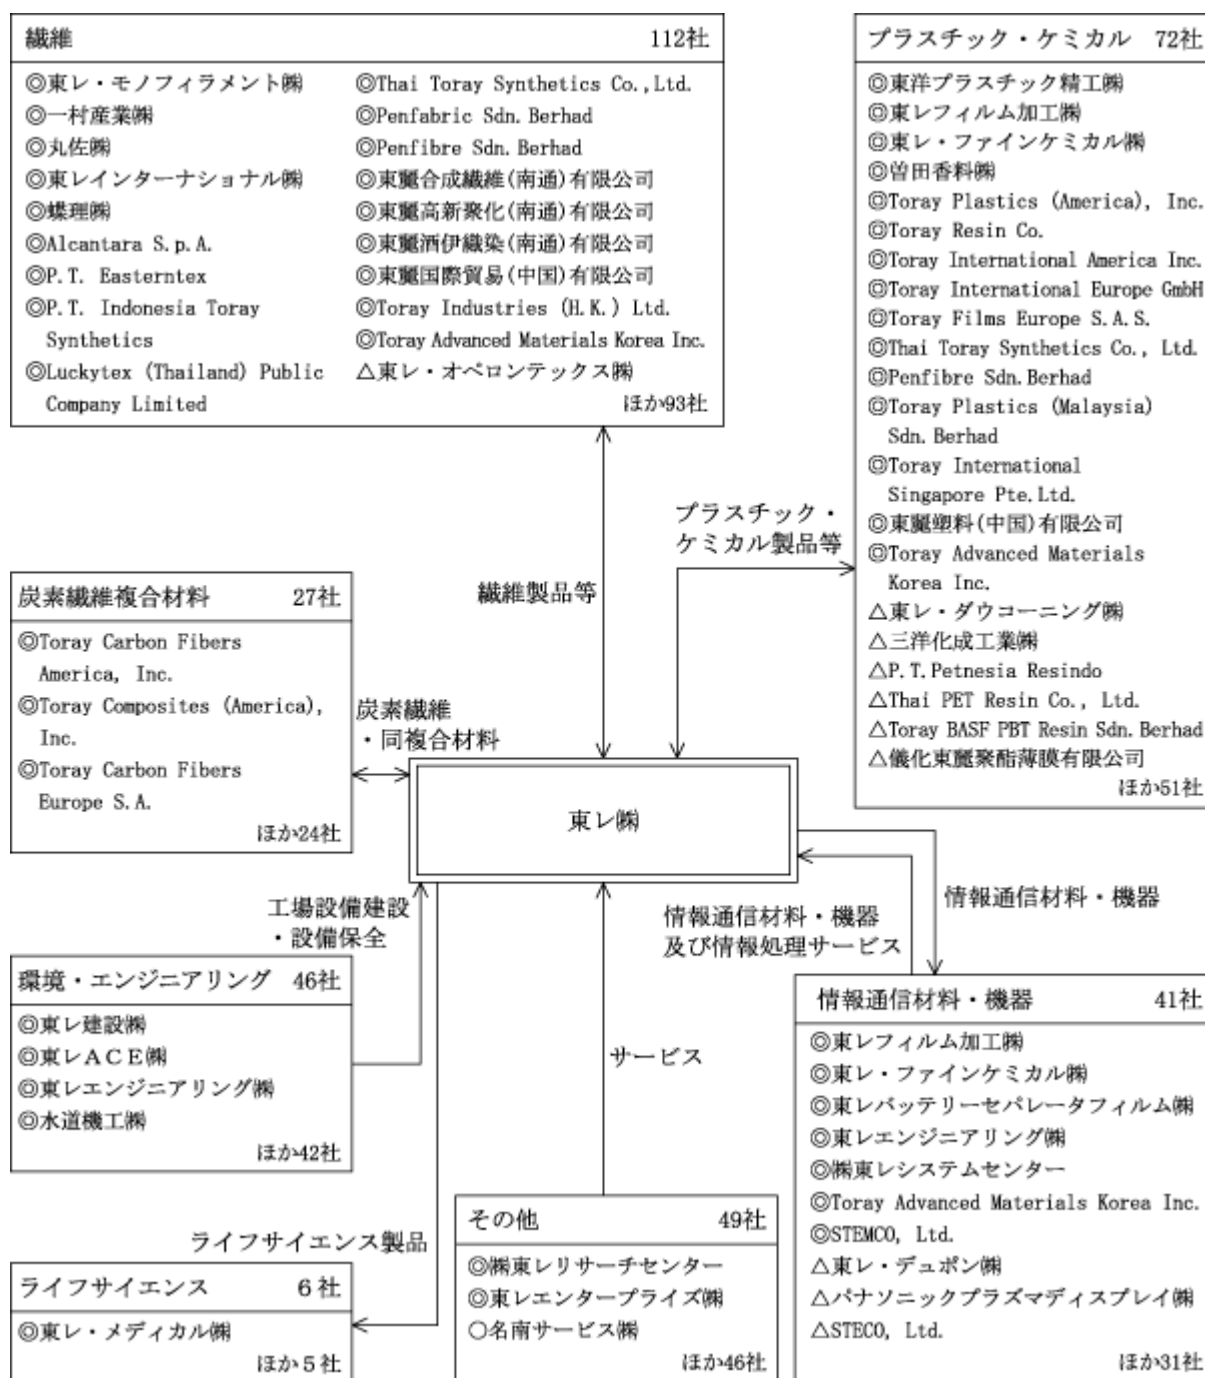 繊維 112社
◎東レ・モノフィラメント㈱
◎一村産業㈱
◎丸佐㈱
◎東レインターナショナル㈱
◎蝶理㈱
◎Alcantara S.p.A.
◎P.T. Easterntex
◎P.T. Indonesia Toray
Synthetics
◎Luckytex (Thailand) Public
Company Limited
◎Thai Toray Synthetics Co.,Ltd.
◎Penfabric Sdn. Berhad
◎Penfibre Sdn. Berhad
◎東麗合成繊維(南通)有限公司
◎東麗高新聚化(南通)有限公司
◎東麗酒伊織染(南通)有限公司
◎東麗国際貿易(中国)有限公司
◎Toray Industries (H.K.) Ltd.
◎Toray Advanced Materials Korea Inc.
△東レ・オペロンテックス㈱
ほか93社
プラスチック・ケミカル 72社
◎東洋プラスチック精工㈱
◎東レフィルム加工㈱
◎東レ・ファインケミカル㈱
◎曽田香料㈱
◎Toray Plastics (America), Inc.
◎Toray Resin Co.
◎Toray International America Inc.
◎Toray International Europe GmbH
◎Toray Films Europe S.A.S.
◎Thai Toray Synthetics Co., Ltd.
◎Penfibre Sdn.Berhad
◎Toray Plastics (Malaysia)
Sdn. Berhad
◎Toray International
Singapore Pte.Ltd.
◎東麗塑料(中国)有限公司
◎Toray Advanced Materials
Korea Inc.
△東レ・ダウコーニング㈱
△三洋化成工業㈱
△P.T.Petnesia Resindo
△Thai PET Resin Co., Ltd.
△Toray BASF PBT Resin Sdn.Berhad
△儀化東麗聚酯薄膜有限公司
ほか51社
プラスチック・
ケミカル製品等
繊維製品等
炭素繊維複合材料 27社
◎Toray Carbon Fibers
America, Inc.
◎Toray Composites (America),
Inc.
◎Toray Carbon Fibers
Europe S.A.
ほか24社
炭素繊維
・同複合材料
東レ㈱
工場設備建設
・設備保全
情報通信材料・機器
及び情報処理サービス
情報通信材料・機器
環境・エンジニアリング 46社
◎東レ建設㈱
◎東レACE㈱
◎東レエンジニアリング㈱
◎水道機工㈱
ほか42社
サービス
情報通信材料・機器 41社
◎東レフィルム加工㈱
◎東レ・ファインケミカル㈱
◎東レバッテリーセパレータフィルム㈱
◎東レエンジニアリング㈱
◎㈱東レシステムセンター
◎Toray Advanced Materials Korea Inc.
◎STEMCO, Ltd.
△東レ・デュポン㈱
△パナソニックプラズマディスプレイ㈱
△STECO, Ltd.
ほか31社
ライフサイエンス製品
ライフサイエンス 6社
◎東レ・メディカル㈱
ほか5社
その他 49社
◎㈱東レリサーチセンター
◎東レエンタープライズ㈱
○名南サービス㈱
ほか46社